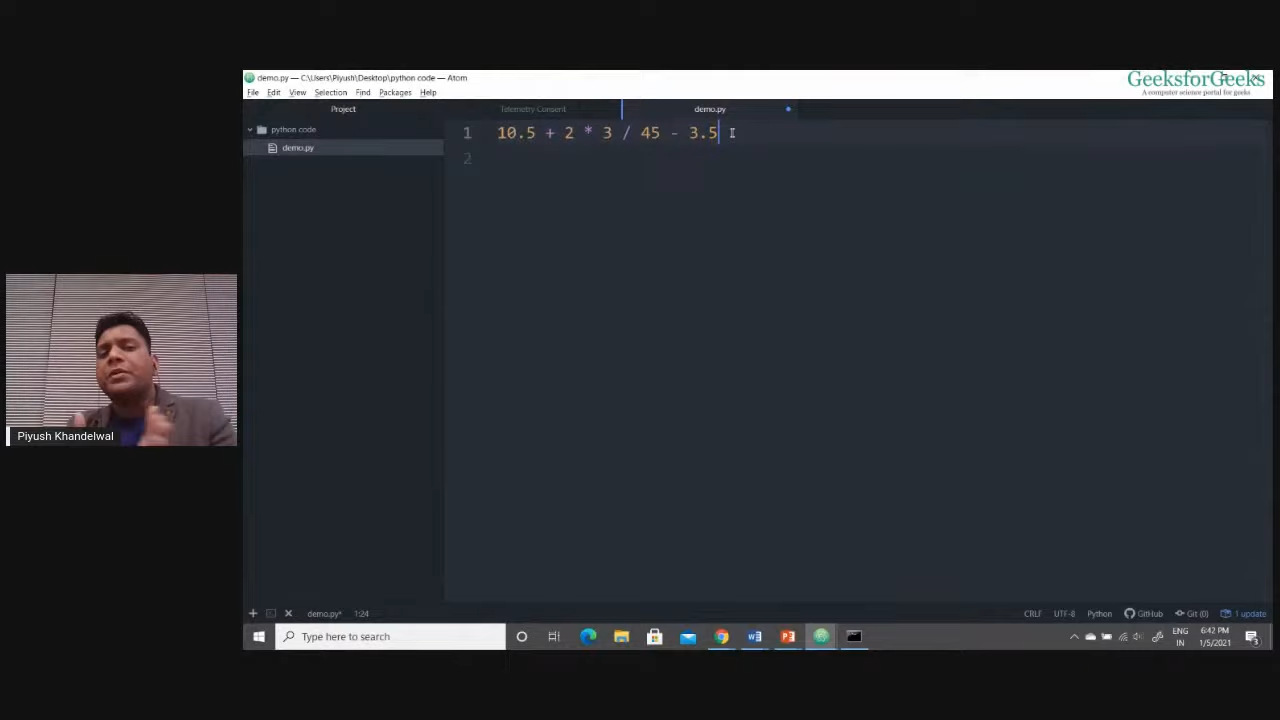 demo.py — C:\Users\Piyush\Desktop\python code — Atom
GeeksforGeeks
A computer science portal for geeks
File Edit View Selection Find Packages Help
Project
Telemetry Consent
demo.py
python code
demo.py
1 10.5 + 2 * 3 / 45 - 3.5
2
Piyush Khandelwal
demo.py* 1:24
CRLF UTF-8 Python GitHub Git (0) 1 update
Type here to search
ENG
IN
6:42 PM
1/5/2021